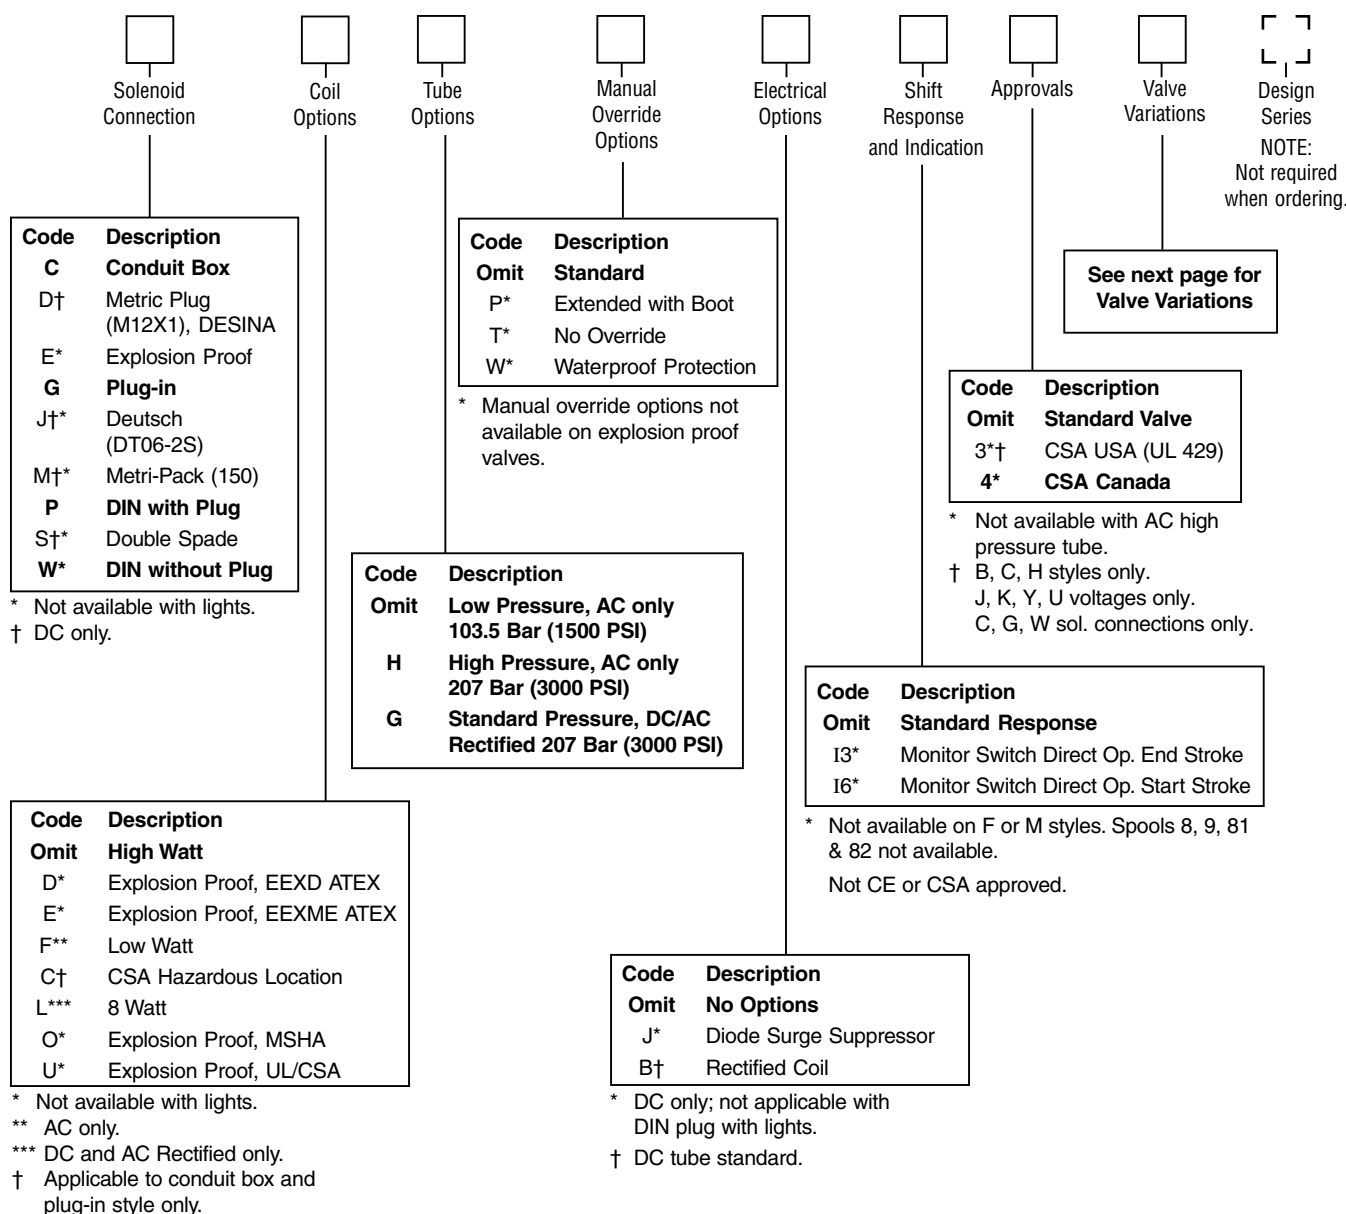 Solenoid
Connection
Coil
Options
Tube
Options
Manual
Override
Options
Electrical
Options
Shift
Response
and Indication
Approvals
Valve
Variations
Design
Series
NOTE:
Not required
when ordering.
Code Description
C Conduit Box
D† Metric Plug
(M12X1), DESINA
E* Explosion Proof
G Plug-in
J†* Deutsch
(DT06-2S)
M†* Metri-Pack (150)
P DIN with Plug
S†* Double Spade
W* DIN without Plug
* Not available with lights.
† DC only.
Code Description
Omit Standard
P* Extended with Boot
T* No Override
W* Waterproof Protection
* Manual override options not
available on explosion proof
valves.
See next page for
Valve Variations
Code Description
Omit Standard Valve
3*† CSA USA (UL 429)
4* CSA Canada
* Not available with AC high
pressure tube.
† B, C, H styles only.
J, K, Y, U voltages only.
C, G, W sol. connections only.
Code Description
Omit Low Pressure, AC only
103.5 Bar (1500 PSI)
H High Pressure, AC only
207 Bar (3000 PSI)
G Standard Pressure, DC/AC
Rectified 207 Bar (3000 PSI)
Code Description
Omit Standard Response
I3* Monitor Switch Direct Op. End Stroke
I6* Monitor Switch Direct Op. Start Stroke
* Not available on F or M styles. Spools 8, 9, 81
& 82 not available.
Not CE or CSA approved.
Code Description
Omit High Watt
D* Explosion Proof, EEXD ATEX
E* Explosion Proof, EEXME ATEX
F** Low Watt
C† CSA Hazardous Location
L*** 8 Watt
O* Explosion Proof, MSHA
U* Explosion Proof, UL/CSA
* Not available with lights.
** AC only.
*** DC and AC Rectified only.
† Applicable to conduit box and
plug-in style only.
Code Description
Omit No Options
J* Diode Surge Suppressor
B† Rectified Coil
* DC only; not applicable with
DIN plug with lights.
† DC tube standard.